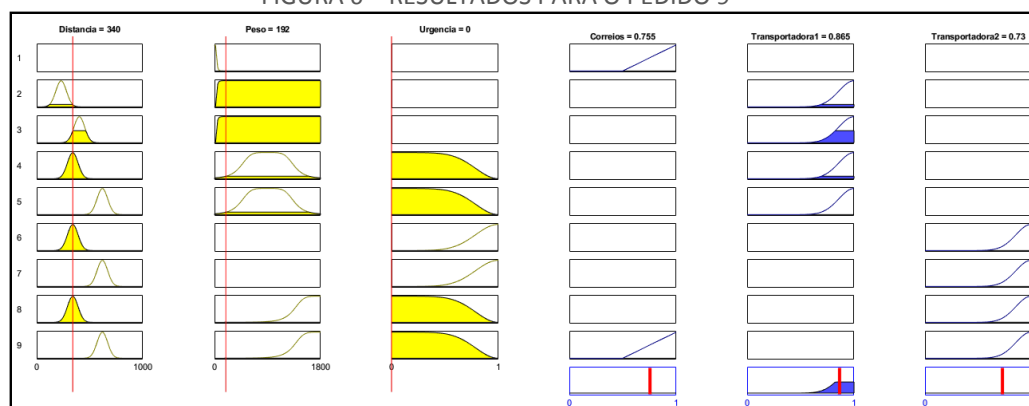 FIGURA 6 – RESULTADOS PARA O PEDIDO 9
Distancia = 340 Peso = 192 Urgencia = 0 Correios = 0.755 Transportadora1 = 0.865 Transportadora2 = 0.73
1
2
3
4
5
6
7
8
9
0 1000 0 1800 0 1
0 1 0 1 0